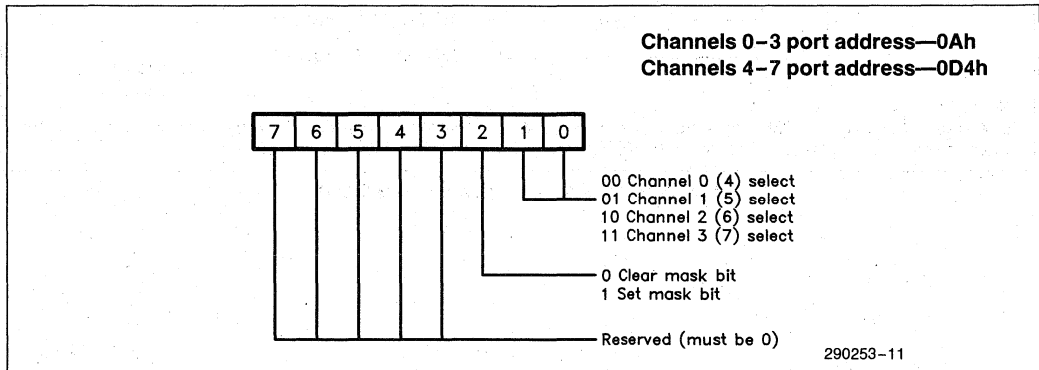 Channels 0–3 port address—0Ah
Channels 4–7 port address—0D4h
7 6 5 4 3 2 1 0
00 Channel 0 (4) select
01 Channel 1 (5) select
10 Channel 2 (6) select
11 Channel 3 (7) select
0 Clear mask bit
1 Set mask bit
Reserved (must be 0)
290253–11